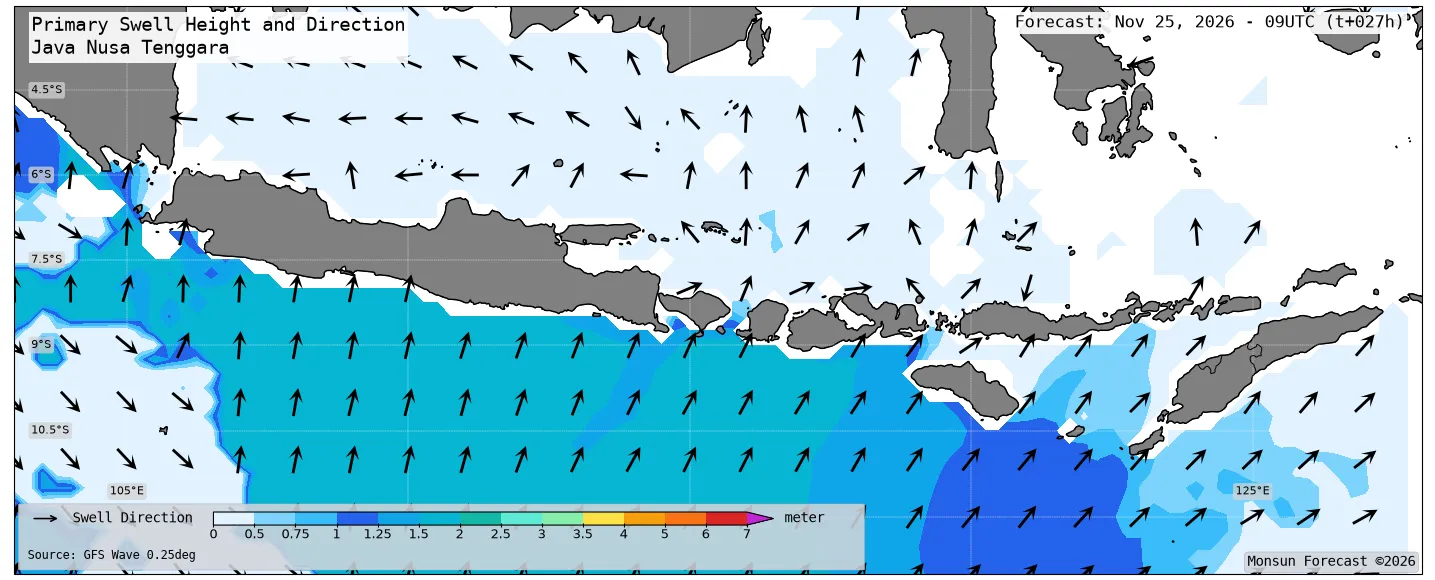 Primary Swell Height and Direction
Java Nusa Tenggara
Forecast: Nov 25, 2026 - 09UTC (t+027h)
4.5°S
6°S
7.5°S
9°S
10.5°S
105°E
125°E
Swell Direction
0 0.5 0.75 1 1.25 1.5 2 2.5 3 3.5 4 5 6 7
meter
Source: GFS Wave 0.25deg
Monsun Forecast ©2026